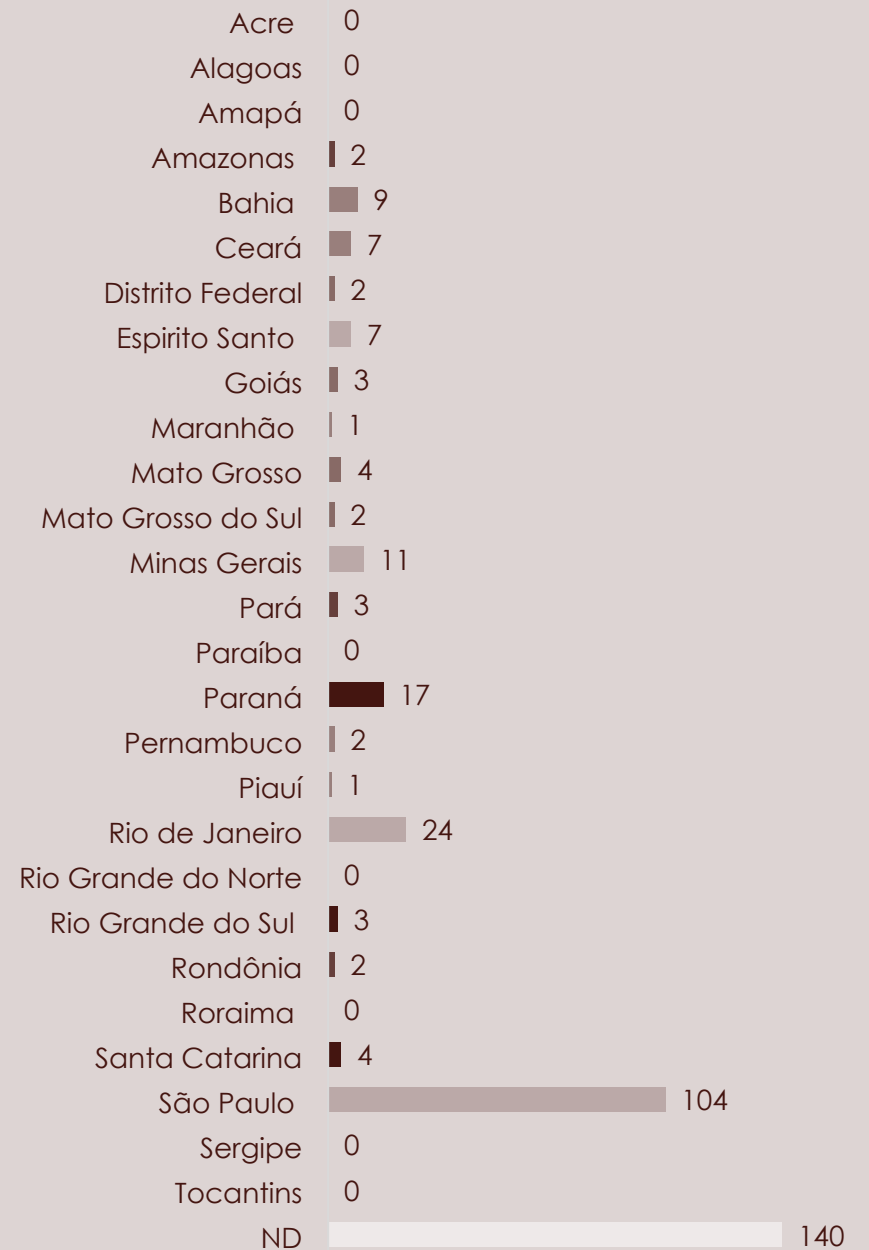 Acre 0
Alagoas 0
Amapá 0
Amazonas 2
Bahia 9
Ceará 7
Distrito Federal 2
Espirito Santo 7
Goiás 3
Maranhão 1
Mato Grosso 4
Mato Grosso do Sul 2
Minas Gerais 11
Pará 3
Paraíba 0
Paraná 17
Pernambuco 2
Piauí 1
Rio de Janeiro 24
Rio Grande do Norte 0
Rio Grande do Sul 3
Rondônia 2
Roraima 0
Santa Catarina 4
São Paulo 104
Sergipe 0
Tocantins 0
ND 140